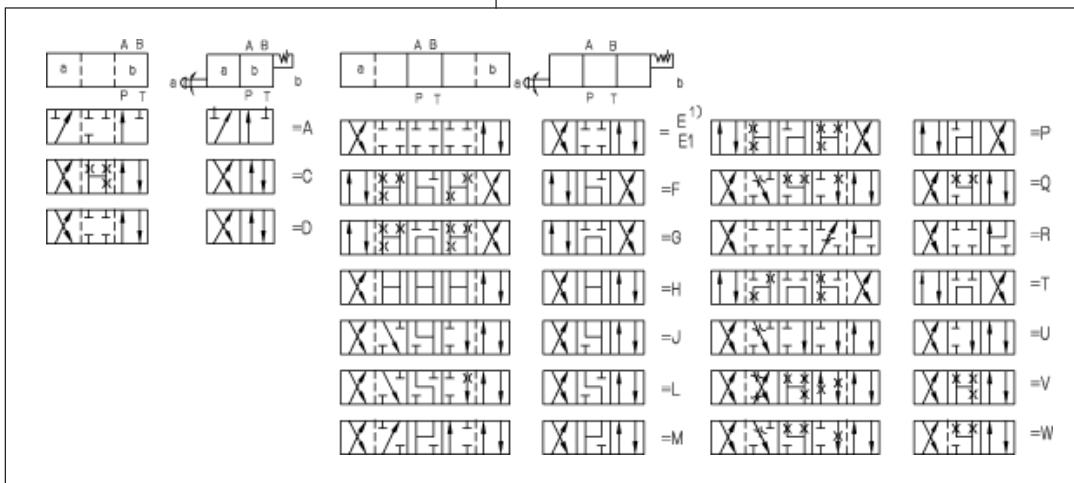 A B A B A B A B
a b a b a b
a b
P T P T P T P T
=A
=C
=D
= E 1)
E1
=F
=G
=H
=J
=L
=M
=P
=Q
=R
=T
=U
=V
=W